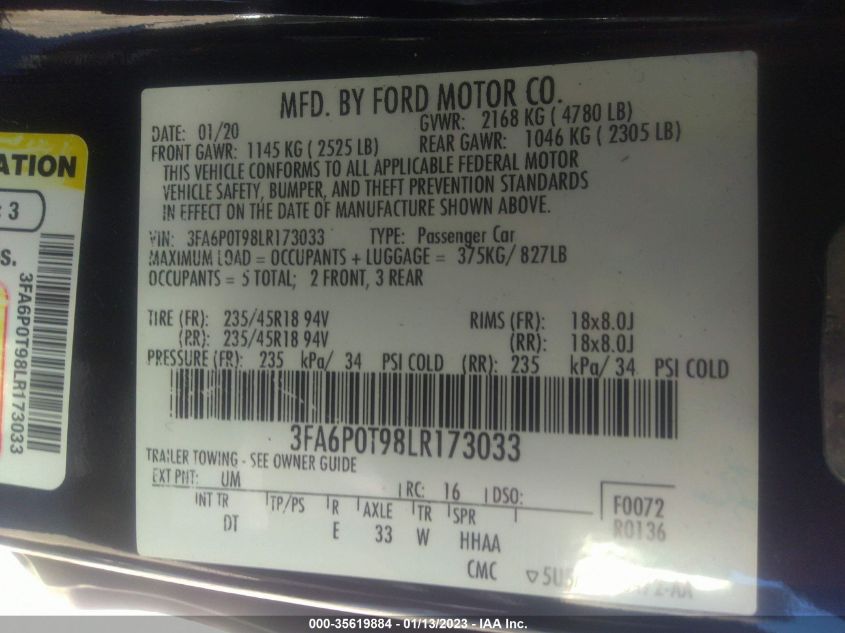 MFD. BY FORD MOTOR CO.
DATE: 01/20 GVWR: 2168 KG ( 4780 LB)
FRONT GAWR: 1145 KG ( 2525 LB) REAR GAWR: 1046 KG ( 2305 LB)
THIS VEHICLE CONFORMS TO ALL APPLICABLE FEDERAL MOTOR
VEHICLE SAFETY, BUMPER, AND THEFT PREVENTION STANDARDS
IN EFFECT ON THE DATE OF MANUFACTURE SHOWN ABOVE.
VIN: 3FA6P0T98LR173033 TYPE: Passenger Car
MAXIMUM LOAD = OCCUPANTS + LUGGAGE = 375KG/ 827LB
OCCUPANTS = 5 TOTAL; 2 FRONT, 3 REAR
TIRE (FR): 235/45R18 94V RIMS (FR): 18x8.0J
(RR): 235/45R18 94V (RR): 18x8.0J
PRESSURE (FR): 235 kPa/ 34 PSI COLD (RR): 235 kPa/ 34 PSI COLD
3FA6P0T98LR173033
TRAILER TOWING - SEE OWNER GUIDE
EXT PNT: UM RC: 16 DSO:
INT TR TP/PS R AXLE TR SPR F0072
DT E 33 W HHAA R0136
CMC
ATION
: 3
s.
3FA6P0T98LR173033
000-35619884 - 01/13/2023 - IAA Inc.